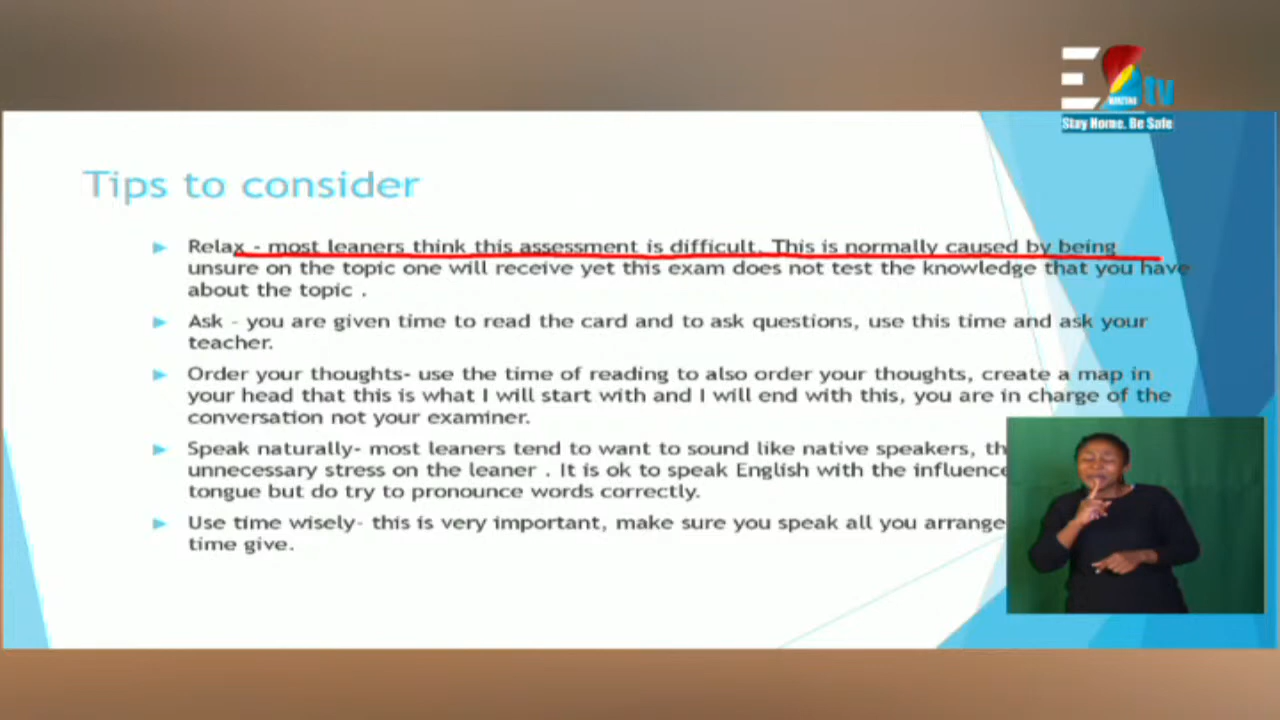 E tv
Stay Home. Be Safe
Tips to consider
Relax - most leaners think this assessment is difficult. This is normally caused by being
unsure on the topic one will receive yet this exam does not test the knowledge that you have
about the topic .
Ask - you are given time to read the card and to ask questions, use this time and ask your
teacher.
Order your thoughts- use the time of reading to also order your thoughts, create a map in
your head that this is what I will start with and I will end with this, you are in charge of the
conversation not your examiner.
Speak naturally- most leaners tend to want to sound like native speakers, th
unnecessary stress on the leaner . It is ok to speak English with the influence
tongue but do try to pronounce words correctly.
Use time wisely- this is very important, make sure you speak all you arrange
time give.